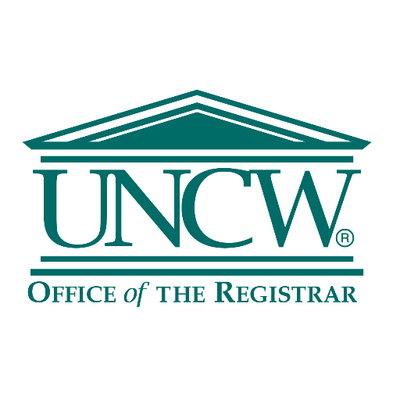 UNCW®
OFFICE of THE REGISTRAR